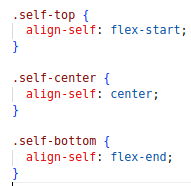 .self-top {
  align-self: flex-start;
}

.self-center {
  align-self: center;
}

.self-bottom {
  align-self: flex-end;
}